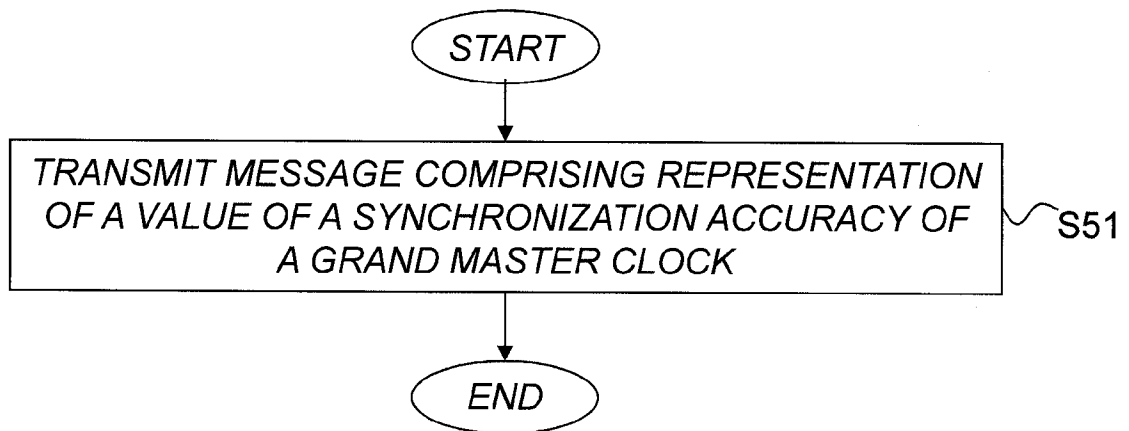 START
TRANSMIT MESSAGE COMPRISING REPRESENTATION
OF A VALUE OF A SYNCHRONIZATION ACCURACY OF
A GRAND MASTER CLOCK
S51
END